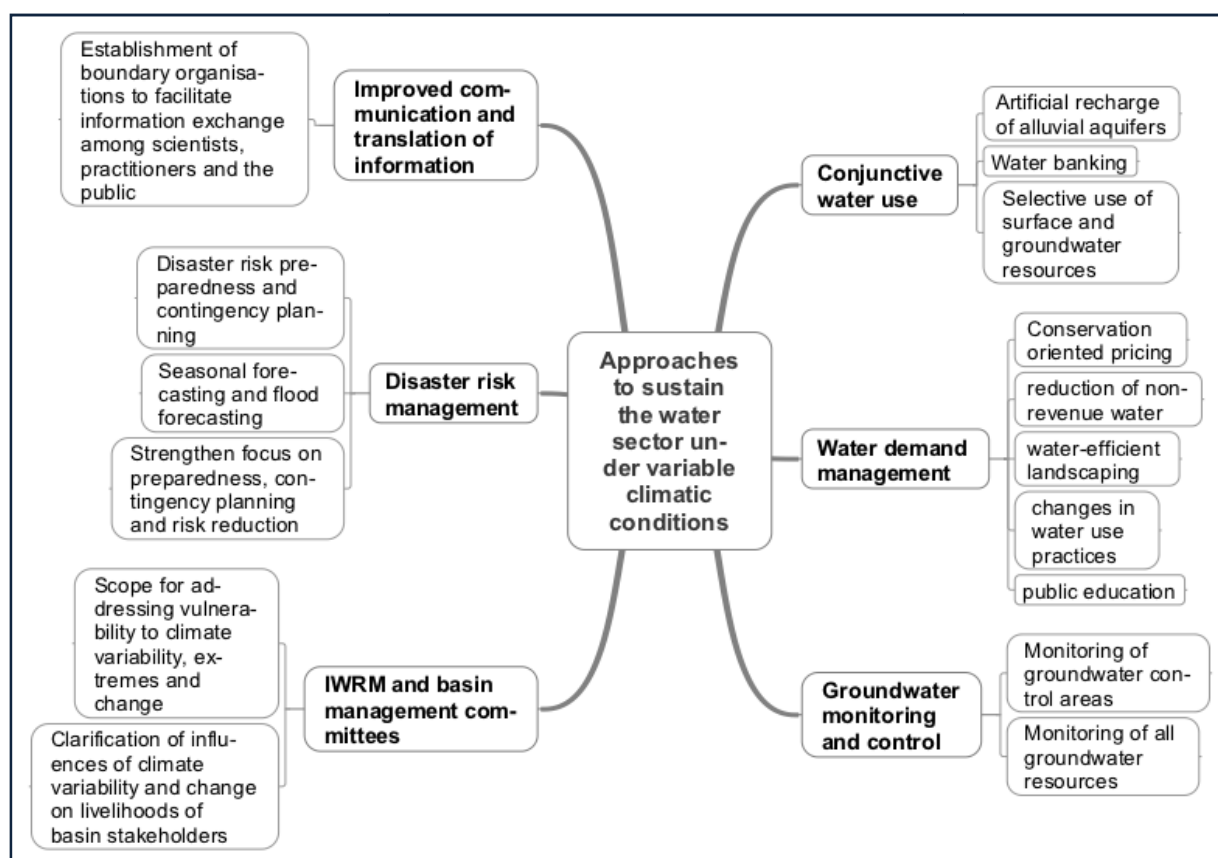 Establishment of
boundary organisa-
tions to facilitate
information exchange
among scientists,
practitioners and the
public
Improved com-
munication and
translation of
information
Disaster risk pre-
paredness and
contingency plan-
ning
Seasonal fore-
casting and flood
forecasting
Strengthen focus on
preparedness, con-
tingency planning
and risk reduction
Disaster risk
management
Scope for ad-
dressing vulnera-
bility to climate
variability, ex-
tremes and
change
Clarification of influ-
ences of climate
variability and change
on livelihoods of
basin stakeholders
IWRM and basin
management com-
mittees
Approaches
to sustain
the water
sector un-
der variable
climatic
conditions
Conjunctive
water use
Artificial recharge
of alluvial aquifers
Water banking
Selective use of
surface and
groundwater
resources
Water demand
management
Conservation
oriented pricing
reduction of non-
revenue water
water-efficient
landscaping
changes in
water use
practices
public education
Groundwater
monitoring
and control
Monitoring of
groundwater con-
trol areas
Monitoring of all
groundwater
resources